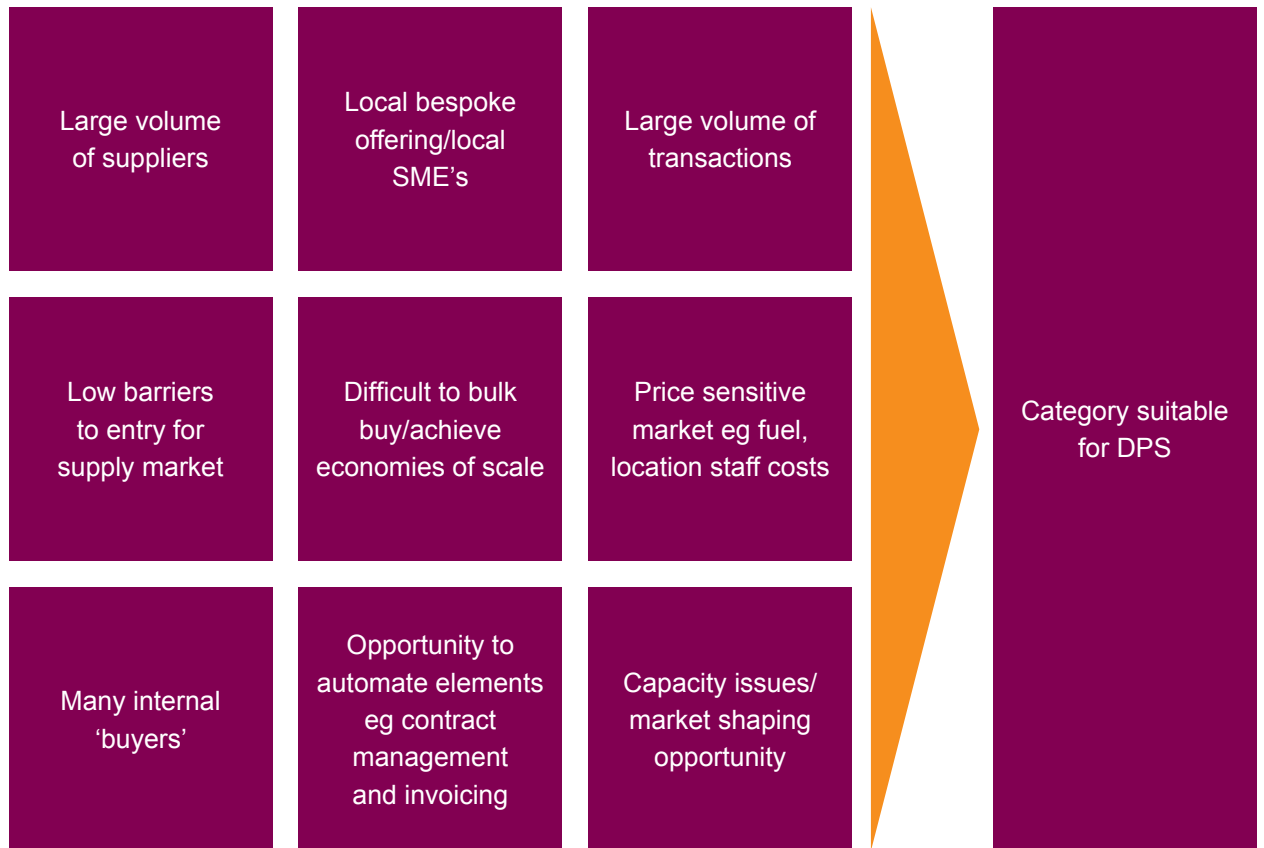 Large volume
of suppliers
Local bespoke
offering/local
SME's
Large volume of
transactions
Low barriers
to entry for
supply market
Difficult to bulk
buy/achieve
economies of scale
Price sensitive
market eg fuel,
location staff costs
Many internal
‘buyers’
Opportunity to
automate elements
eg contract
management
and invoicing
Capacity issues/
market shaping
opportunity
Category suitable
for DPS